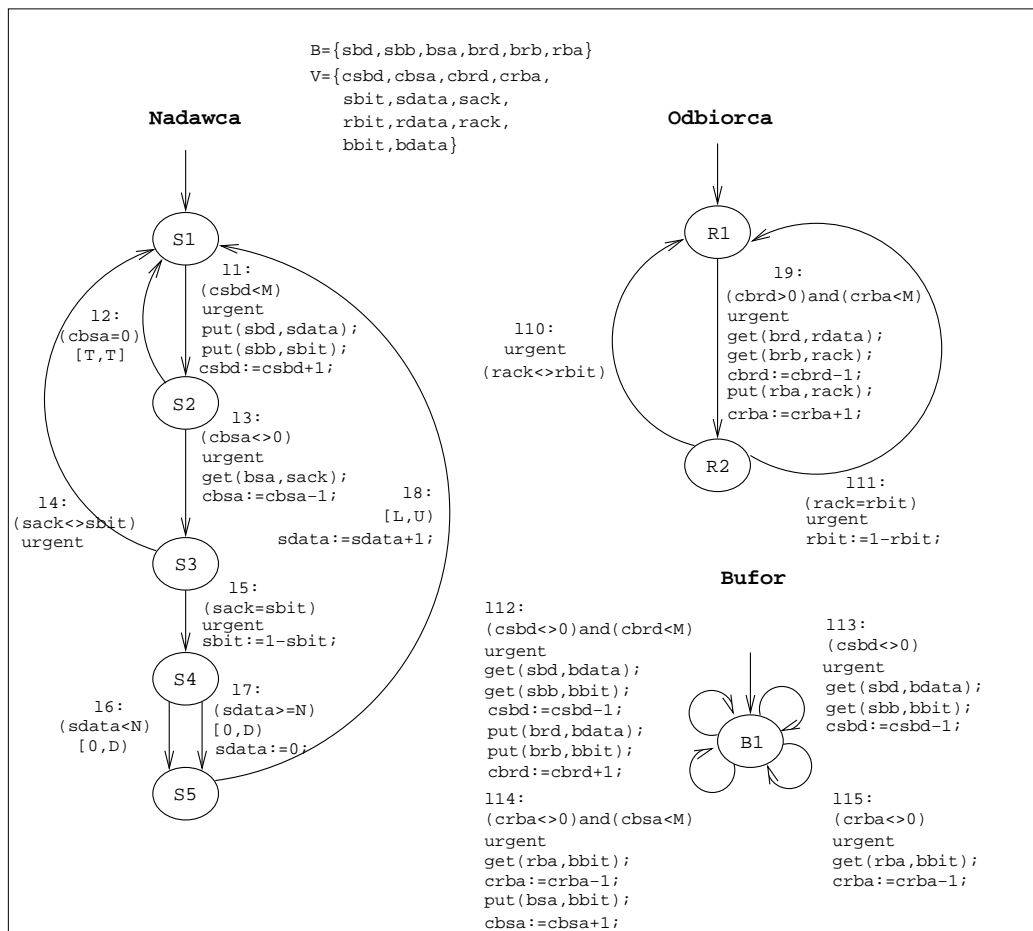 B={sbd,sbb,bsa,brd,brb,rba}
V={csbd,cbsa,cbrd,crba,
sbit,sdata,sack,
rbit,rdata,rack,
bbit,bdata}
Nadawca
S1
l1:
(csbd<M)
urgent
put(sbd,sdata);
put(sbb,sbit);
csbd:=csbd+1;
l2:
(cbsa=0)
[T,T]
S2
l3:
(cbsa<>0)
urgent
get(bsa,sack);
cbsa:=cbsa-1;
l4:
(sack<>sbit)
urgent
l8:
[L,U)
sdata:=sdata+1;
S3
l5:
(sack=sbit)
urgent
sbit:=1-sbit;
S4
l6:
(sdata<N)
[0,D)
l7:
(sdata>=N)
[0,D)
sdata:=0;
S5
Odbiorca
R1
l9:
(cbrd>0)and(crba<M)
urgent
get(brd,rdata);
get(brb,rack);
cbrd:=cbrd-1;
put(rba,rack);
crba:=crba+1;
l10:
urgent
(rack<>rbit)
R2
l11:
(rack=rbit)
urgent
rbit:=1-rbit;
Bufor
l12:
(csbd<>0)and(cbrd<M)
urgent
get(sbd,bdata);
get(sbb,bbit);
csbd:=csbd-1;
put(brd,bdata);
put(brb,bbit);
cbrd:=cbrd+1;
l13:
(csbd<>0)
urgent
get(sbd,bdata);
get(sbb,bbit);
csbd:=csbd-1;
B1
l14:
(crba<>0)and(cbsa<M)
urgent
get(rba,bbit);
crba:=crba-1;
put(bsa,bbit);
cbsa:=cbsa+1;
l15:
(crba<>0)
urgent
get(rba,bbit);
crba:=crba-1;